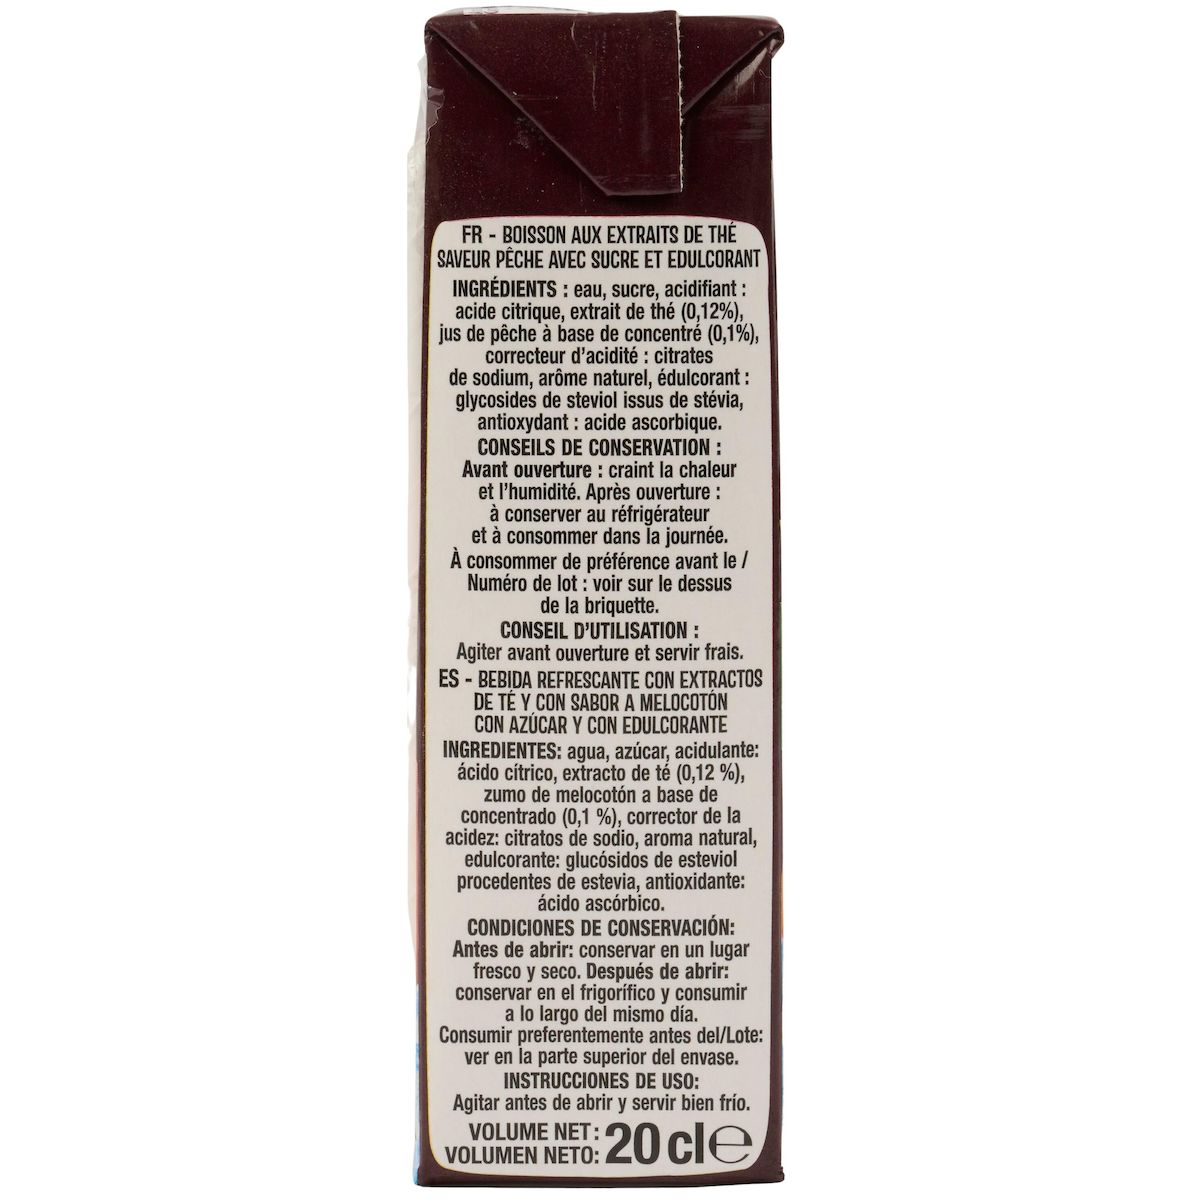 FR - BOISSON AUX EXTRAITS DE THÉ
SAVEUR PÊCHE AVEC SUCRE ET EDULCORANT
INGRÉDIENTS : eau, sucre, acidifiant :
acide citrique, extrait de thé (0,12%),
jus de pêche à base de concentré (0,1%),
correcteur d'acidité : citrates
de sodium, arôme naturel, édulcorant :
glycosides de steviol issus de stévia,
antioxydant : acide ascorbique.
CONSEILS DE CONSERVATION :
Avant ouverture : craint la chaleur
et l'humidité. Après ouverture :
à conserver au réfrigérateur
et à consommer dans la journée.
À consommer de préférence avant le /
Numéro de lot : voir sur le dessus
de la briquette.
CONSEIL D'UTILISATION :
Agiter avant ouverture et servir frais.
ES - BEBIDA REFRESCANTE CON EXTRACTOS
DE TÉ Y CON SABOR A MELOCOTÓN
CON AZÚCAR Y CON EDULCORANTE
INGREDIENTES: agua, azúcar, acidulante:
ácido cítrico, extracto de té (0,12 %),
zumo de melocotón a base de
concentrado (0,1 %), corrector de la
acidez: citratos de sodio, aroma natural,
edulcorante: glucósidos de esteviol
procedentes de estevia, antioxidante:
ácido ascórbico.
CONDICIONES DE CONSERVACIÓN:
Antes de abrir: conservar en un lugar
fresco y seco. Después de abrir:
conservar en el frigorífico y consumir
a lo largo del mismo día.
Consumir preferentemente antes del/Lote:
ver en la parte superior del envase.
INSTRUCCIONES DE USO:
Agitar antes de abrir y servir bien frío.
VOLUME NET :
VOLUMEN NETO: 20 cl ℮